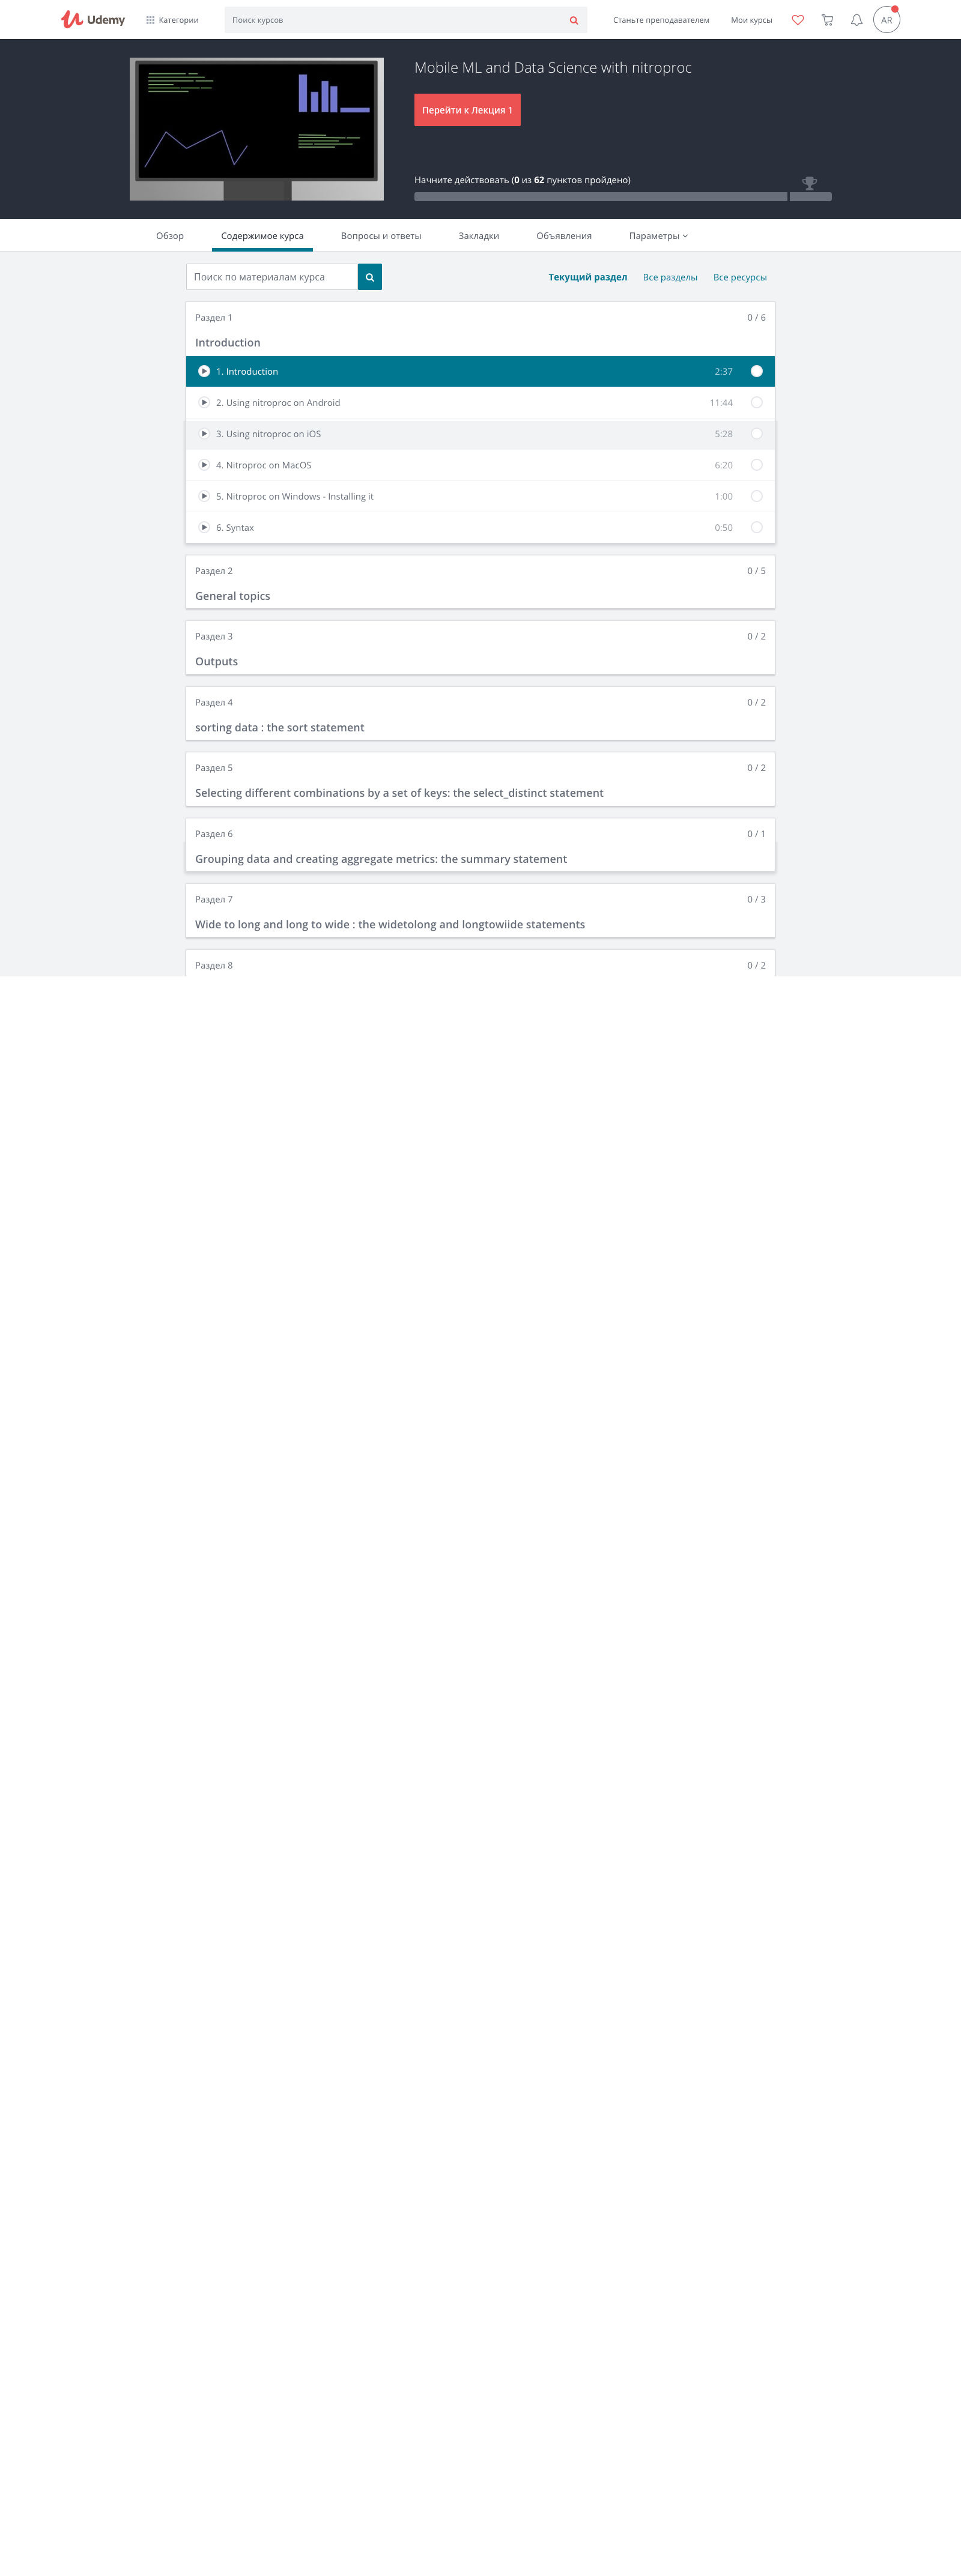 Udemy
Категории
Поиск курсов
Станьте преподавателем
Мои курсы
AR
Mobile ML and Data Science with nitroproc
Перейти к Лекция 1
Начните действовать (0 из 62 пунктов пройдено)
Обзор
Содержимое курса
Вопросы и ответы
Закладки
Объявления
Параметры
Поиск по материалам курса
Текущий раздел
Все разделы
Все ресурсы
Раздел 1 0 / 6
Introduction
1. Introduction 2:37
2. Using nitroproc on Android 11:44
3. Using nitroproc on iOS 5:28
4. Nitroproc on MacOS 6:20
5. Nitroproc on Windows - Installing it 1:00
6. Syntax 0:50
Раздел 2 0 / 5
General topics
Раздел 3 0 / 2
Outputs
Раздел 4 0 / 2
sorting data : the sort statement
Раздел 5 0 / 2
Selecting different combinations by a set of keys: the select_distinct statement
Раздел 6 0 / 1
Grouping data and creating aggregate metrics: the summary statement
Раздел 7 0 / 3
Wide to long and long to wide : the widetolong and longtowiide statements
Раздел 8 0 / 2